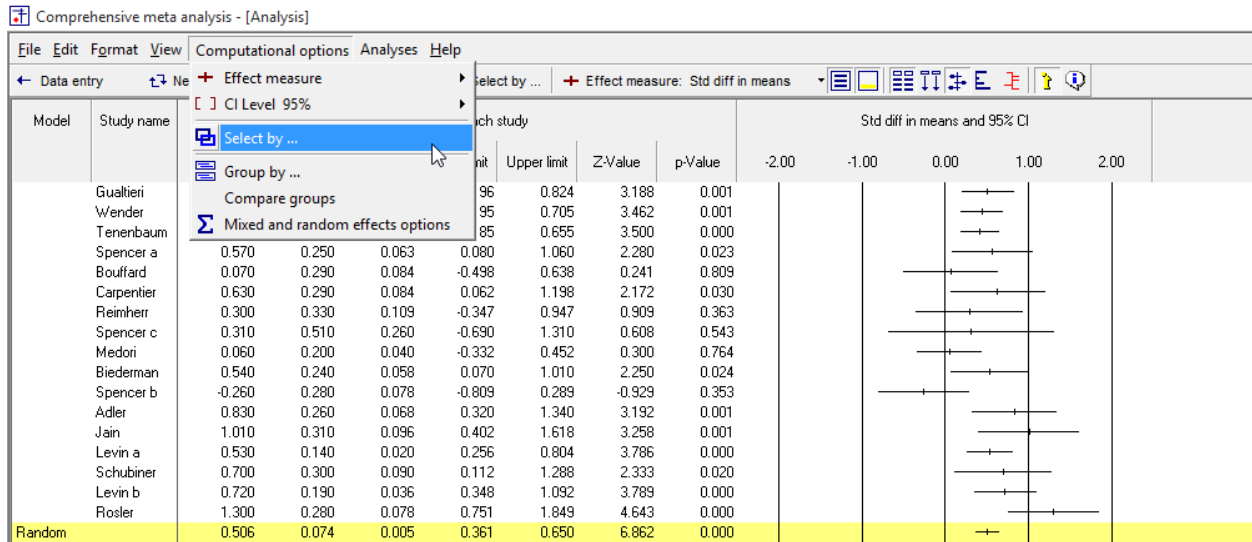 Comprehensive meta analysis - [Analysis]
File Edit Format View Computational options Analyses Help
← Data entry Ne Select by ... Effect measure: Std diff in means
Effect measure
[ ] CI Level 95%
Select by ...
Group by ...
Compare groups
Σ Mixed and random effects options
Model Study name ach study Std diff in means and 95% CI
mit Upper limit Z-Value p-Value -2.00 -1.00 0.00 1.00 2.00
Gualtieri 96 0.824 3.188 0.001
Wender 95 0.705 3.462 0.001
Tenenbaum 85 0.655 3.500 0.000
Spencer a 0.570 0.250 0.063 0.080 1.060 2.280 0.023
Bouffard 0.070 0.290 0.084 -0.498 0.638 0.241 0.809
Carpentier 0.630 0.290 0.084 0.062 1.198 2.172 0.030
Reimherr 0.300 0.330 0.109 -0.347 0.947 0.909 0.363
Spencer c 0.310 0.510 0.260 -0.690 1.310 0.608 0.543
Medori 0.060 0.200 0.040 -0.332 0.452 0.300 0.764
Biederman 0.540 0.240 0.058 0.070 1.010 2.250 0.024
Spencer b -0.260 0.280 0.078 -0.809 0.289 -0.929 0.353
Adler 0.830 0.260 0.068 0.320 1.340 3.192 0.001
Jain 1.010 0.310 0.096 0.402 1.618 3.258 0.001
Levin a 0.530 0.140 0.020 0.256 0.804 3.786 0.000
Schubiner 0.700 0.300 0.090 0.112 1.288 2.333 0.020
Levin b 0.720 0.190 0.036 0.348 1.092 3.789 0.000
Rosler 1.300 0.280 0.078 0.751 1.849 4.643 0.000
Random 0.506 0.074 0.005 0.361 0.650 6.862 0.000